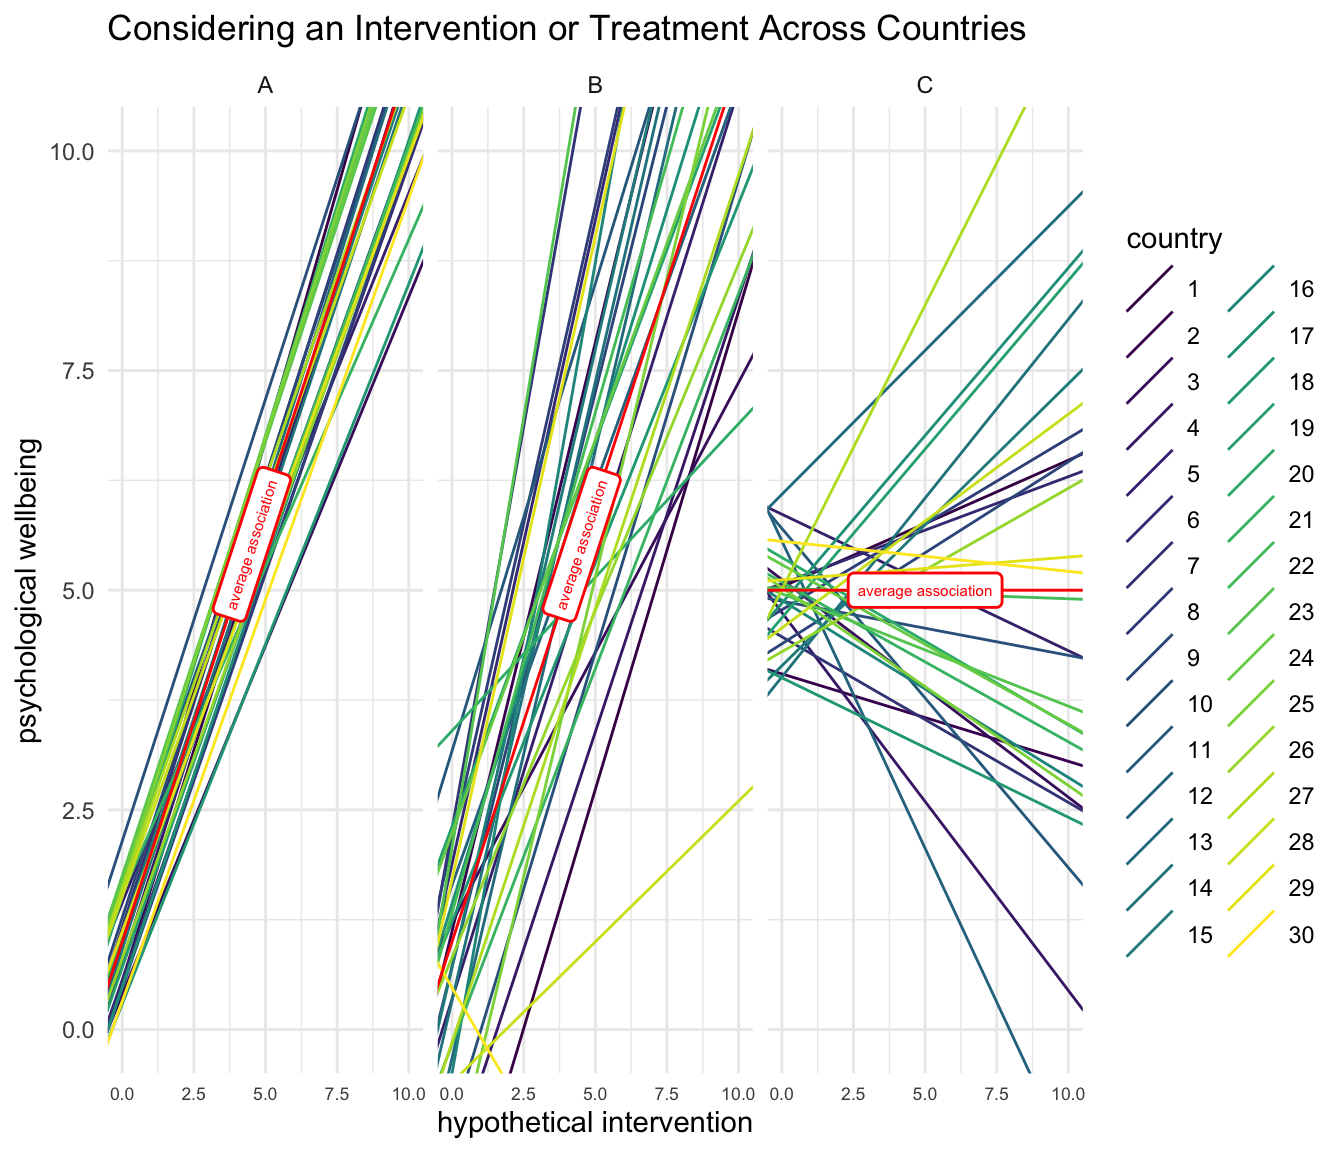 Considering an Intervention or Treatment Across Countries
A
B
C
psychological wellbeing
10.0
7.5
5.0
2.5
0.0
average association
average association
average association
0.0 2.5 5.0 7.5 10.0
0.0 2.5 5.0 7.5 10.0
0.0 2.5 5.0 7.5 10.0
hypothetical intervention
country
1
2
3
4
5
6
7
8
9
10
11
12
13
14
15
16
17
18
19
20
21
22
23
24
25
26
27
28
29
30